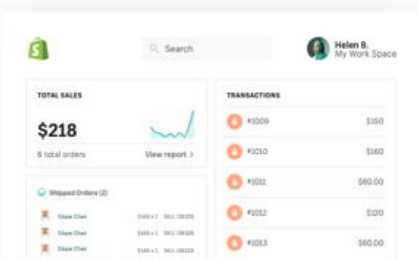 Search
Helen B.
My Work Space
TOTAL SALES
$218
6 total orders
View report >
Shipped Orders (2)
TRANSACTIONS
#1009 $150
#1010 $160
#1011 $60.00
#1012 $120
#1013 $60.00